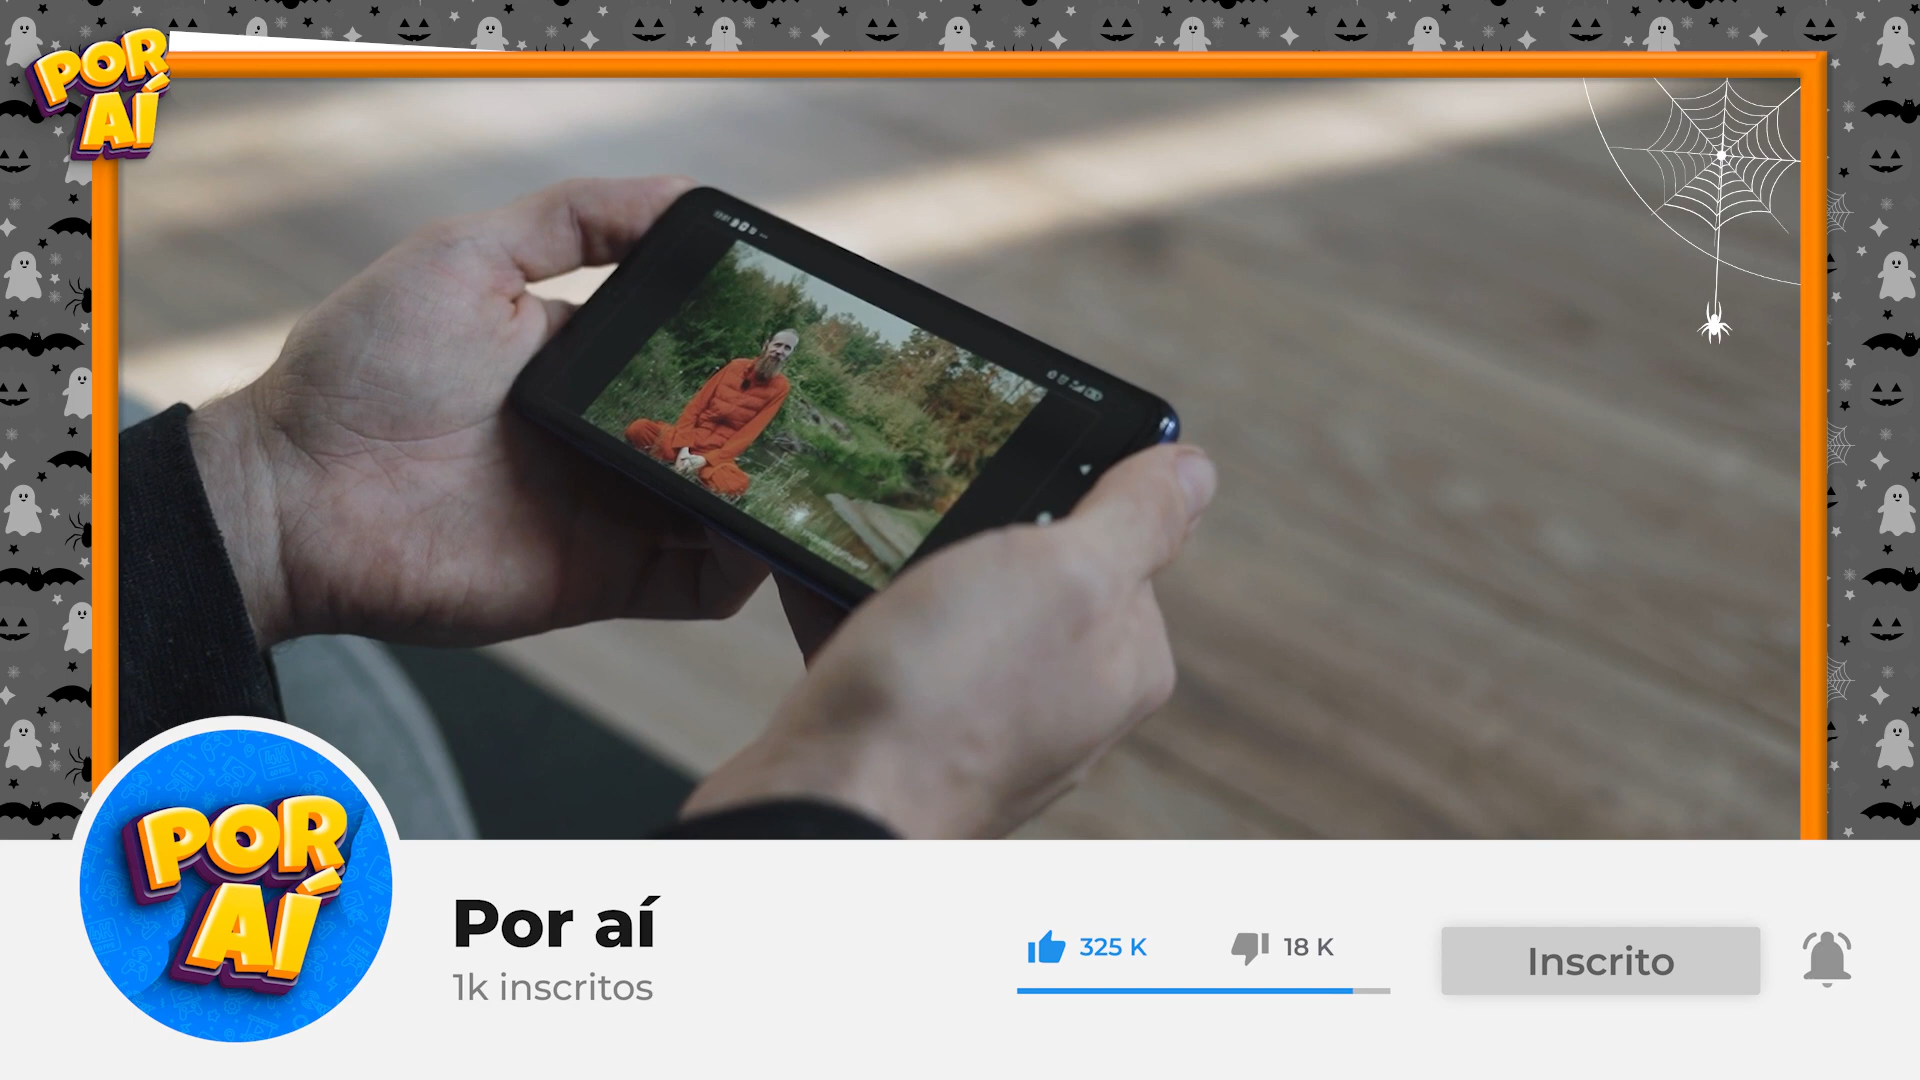 POR
AÍ
POR
AÍ
Por aí
1k inscritos
325 K
18 K
Inscrito